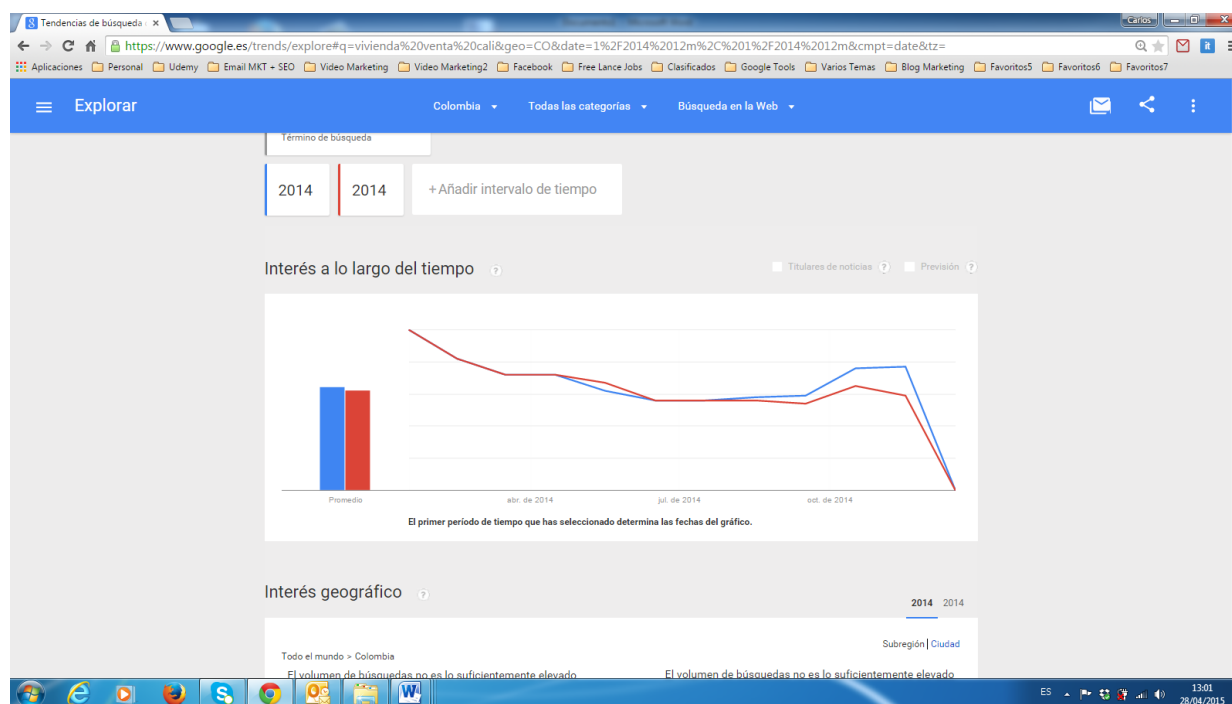 Tendencias de búsqueda
Carlos
https://www.google.es/trends/explore#q=vivienda%20venta%20cali&geo=CO&date=1%2F2014%2012m%2C%201%2F2014%2012m&cmpt=date&tz=
Aplicaciones Personal Udemy Email MKT + SEO Video Marketing Video Marketing2 Facebook Free Lance Jobs Clasificados Google Tools Varios Temas Blog Marketing Favoritos5 Favoritos6 Favoritos7
Explorar Colombia Todas las categorías Búsqueda en la Web
Término de búsqueda
2014 2014 +Añadir intervalo de tiempo
Interés a lo largo del tiempo ? Titulares de noticias ? Previsión ?
Promedio abr. de 2014 jul. de 2014 oct. de 2014
El primer período de tiempo que has seleccionado determina las fechas del gráfico.
Interés geográfico ?
2014 2014
Subregión | Ciudad
Todo el mundo > Colombia
El volumen de búsquedas no es lo suficientemente elevado El volumen de búsquedas no es lo suficientemente elevado
ES 13:01
28/04/2015